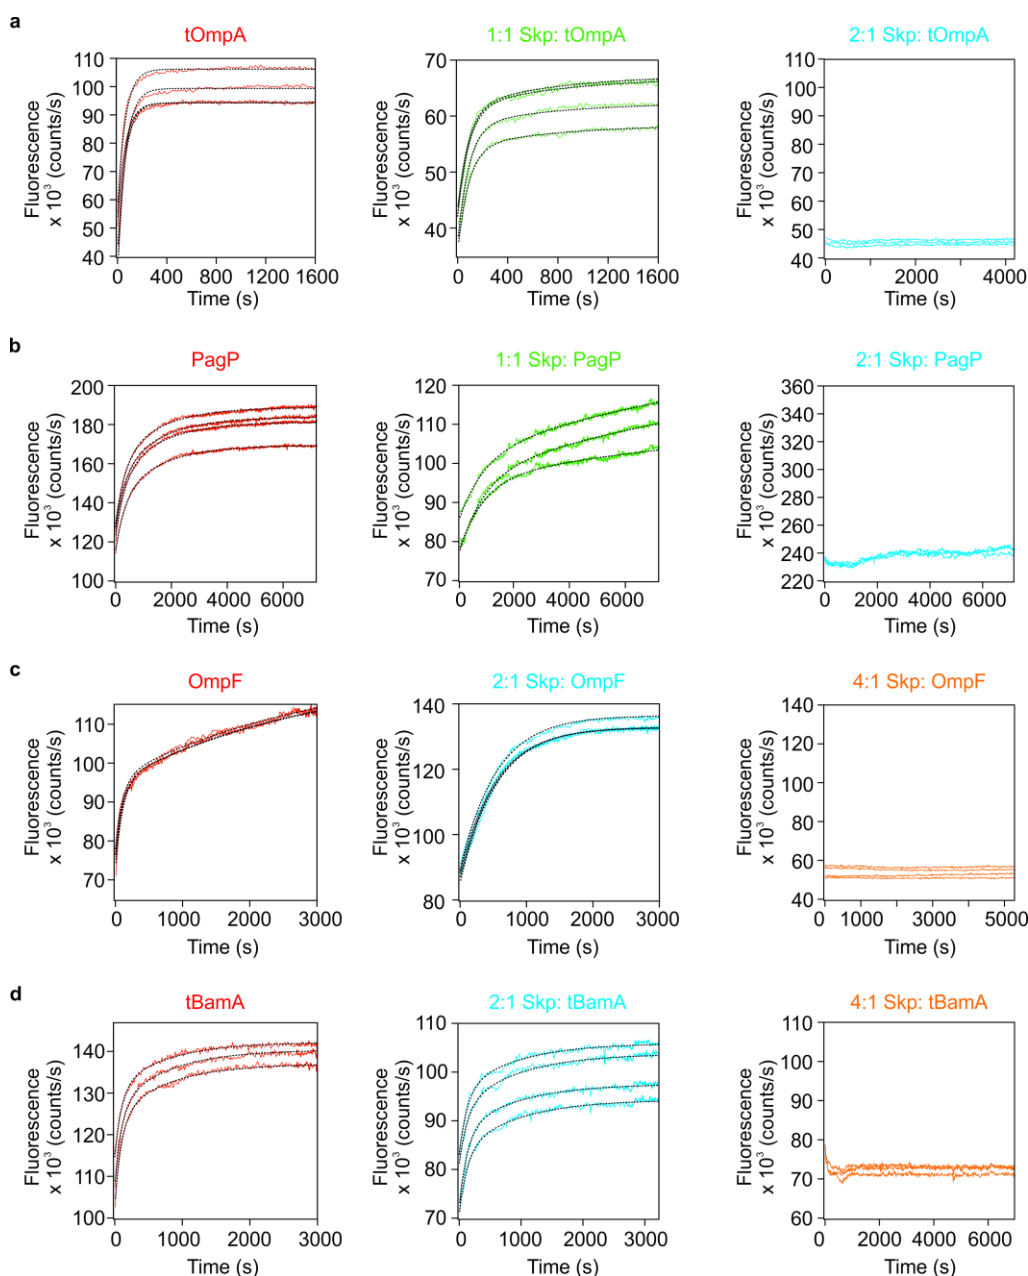 a
tOmpA
1:1 Skp: tOmpA
2:1 Skp: tOmpA
Fluorescence
x 10³ (counts/s)
110
100
90
80
70
60
50
40
0 400 800 1200 1600
Time (s)
Fluorescence
x 10³ (counts/s)
70
60
50
40
0 400 800 1200 1600
Time (s)
Fluorescence
x 10³ (counts/s)
110
100
90
80
70
60
50
40
0 2000 4000
Time (s)
b
PagP
1:1 Skp: PagP
2:1 Skp: PagP
Fluorescence
x 10³ (counts/s)
200
180
160
140
120
100
0 2000 4000 6000
Time (s)
Fluorescence
x 10³ (counts/s)
120
110
100
90
80
70
0 2000 4000 6000
Time (s)
Fluorescence
x 10³ (counts/s)
360
340
320
300
280
260
240
220
0 2000 4000 6000
Time (s)
c
OmpF
2:1 Skp: OmpF
4:1 Skp: OmpF
Fluorescence
x 10³ (counts/s)
110
100
90
80
70
0 1000 2000 3000
Time (s)
Fluorescence
x 10³ (counts/s)
140
120
100
80
0 1000 2000 3000
Time (s)
Fluorescence
x 10³ (counts/s)
140
120
100
80
60
40
0 1000 3000 5000
Time (s)
d
tBamA
2:1 Skp: tBamA
4:1 Skp: tBamA
Fluorescence
x 10³ (counts/s)
140
130
120
110
100
0 1000 2000 3000
Time (s)
Fluorescence
x 10³ (counts/s)
110
100
90
80
70
0 1000 2000 3000
Time (s)
Fluorescence
x 10³ (counts/s)
110
100
90
80
70
60
0 2000 4000 6000
Time (s)